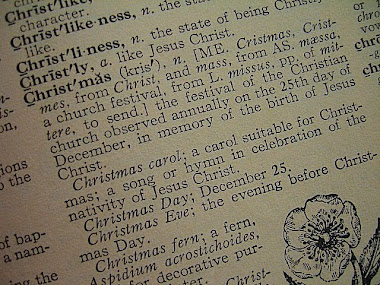 Christ'like, a.
character.
Christ'like-ness, n. the state of being
like.
Christ'li-ness, n. the state of being Christly
Christ'ly, a. like Jesus Christ.
Christ'mas (kris'), n. [ME. Cristmas, Crist-
mes, from Christ, and mass, from AS. mæssa,
a church festival, from L. missus, pp. of mit-
tere, to send.] the festival of the Christian
church observed annually on the 25th day of
December, in memory of the birth of Jesus
Christ.
Christmas carol; a carol suitable for Christ-
mas; a song or hymn in celebration of the
nativity of Jesus Christ.
Christmas Day; December 25.
Christmas Eve; the evening before Christ-
mas Day.
Christmas fern; a fern,
Aspidium acrostichoides,
for decorative pur-
Christ-
of bap-
a nam-
ing the